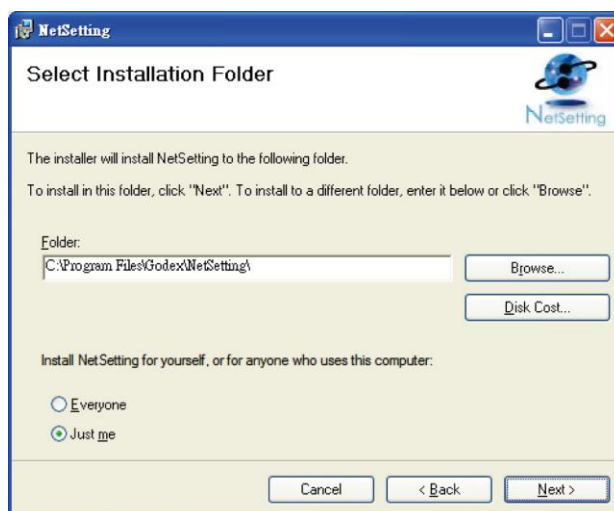 NetSetting
Select Installation Folder
NetSetting
The installer will install NetSetting to the following folder.
To install in this folder, click "Next". To install to a different folder, enter it below or click "Browse".
Folder:
C:\Program Files\Godex\NetSetting\
Browse...
Disk Cost...
Install NetSetting for yourself, or for anyone who uses this computer:
Everyone
Just me
Cancel
< Back
Next >